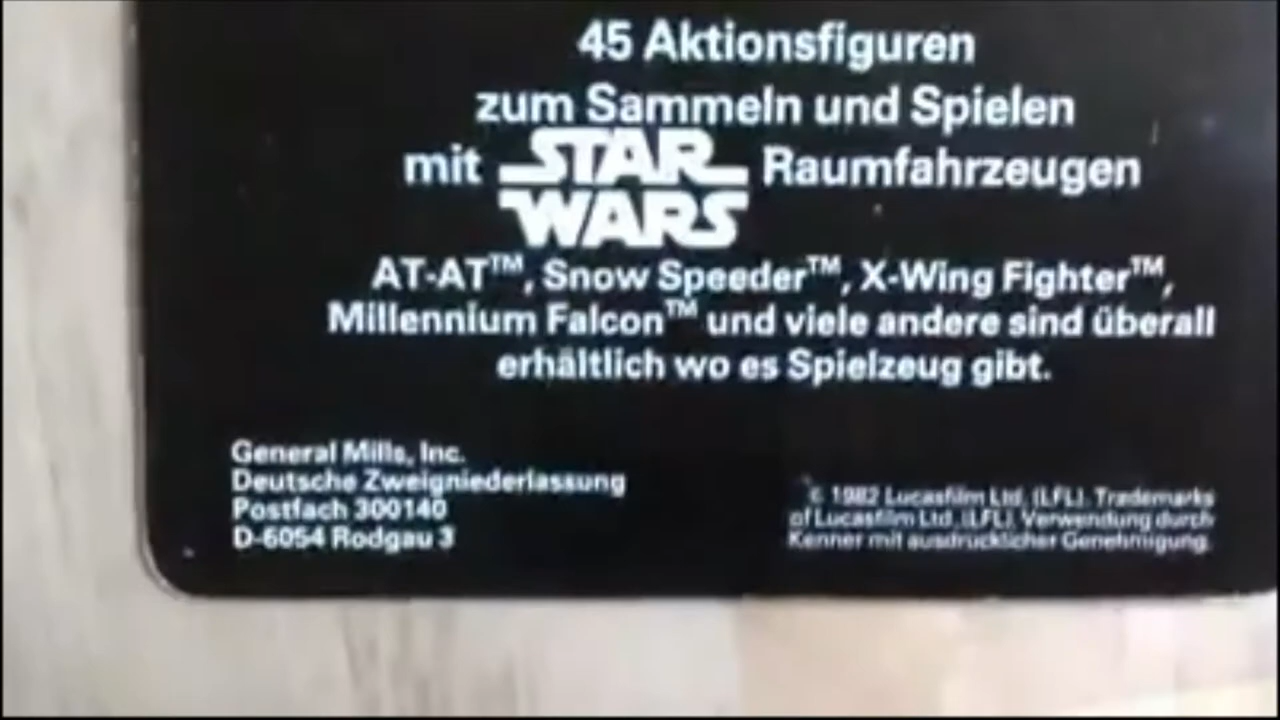 45 Aktionsfiguren
zum Sammeln und Spielen
mit STAR WARS Raumfahrzeugen
AT-AT™, Snow Speeder™, X-Wing Fighter™,
Millennium Falcon™ und viele andere sind überall
erhältlich wo es Spielzeug gibt.
General Mills, Inc.
Deutsche Zweigniederlassung
Postfach 300140
D-6054 Rodgau 3
© 1982 Lucasfilm Ltd. (LFL). Trademarks
of Lucasfilm Ltd. (LFL). Verwendung durch
Kenner mit ausdrücklicher Genehmigung.